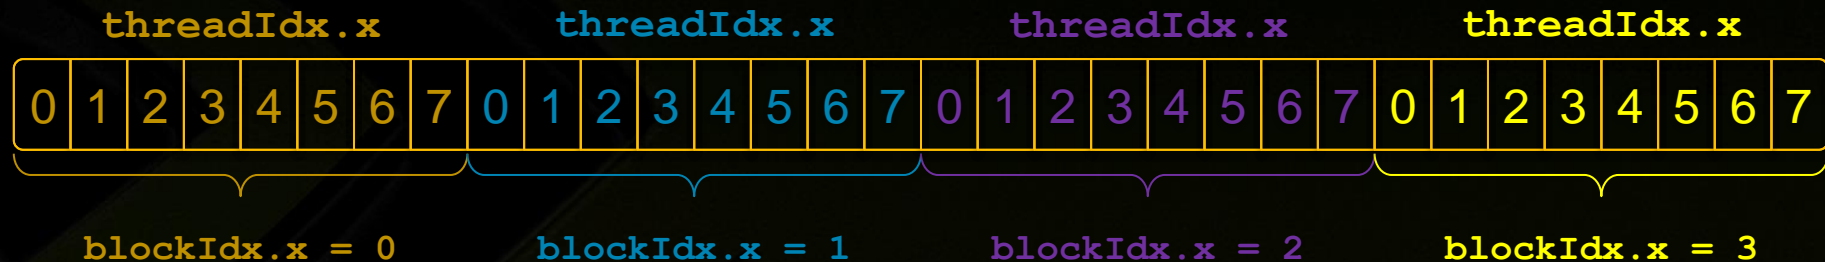 threadIdx.x threadIdx.x threadIdx.x threadIdx.x
0 1 2 3 4 5 6 7 0 1 2 3 4 5 6 7 0 1 2 3 4 5 6 7 0 1 2 3 4 5 6 7
blockIdx.x = 0 blockIdx.x = 1 blockIdx.x = 2 blockIdx.x = 3